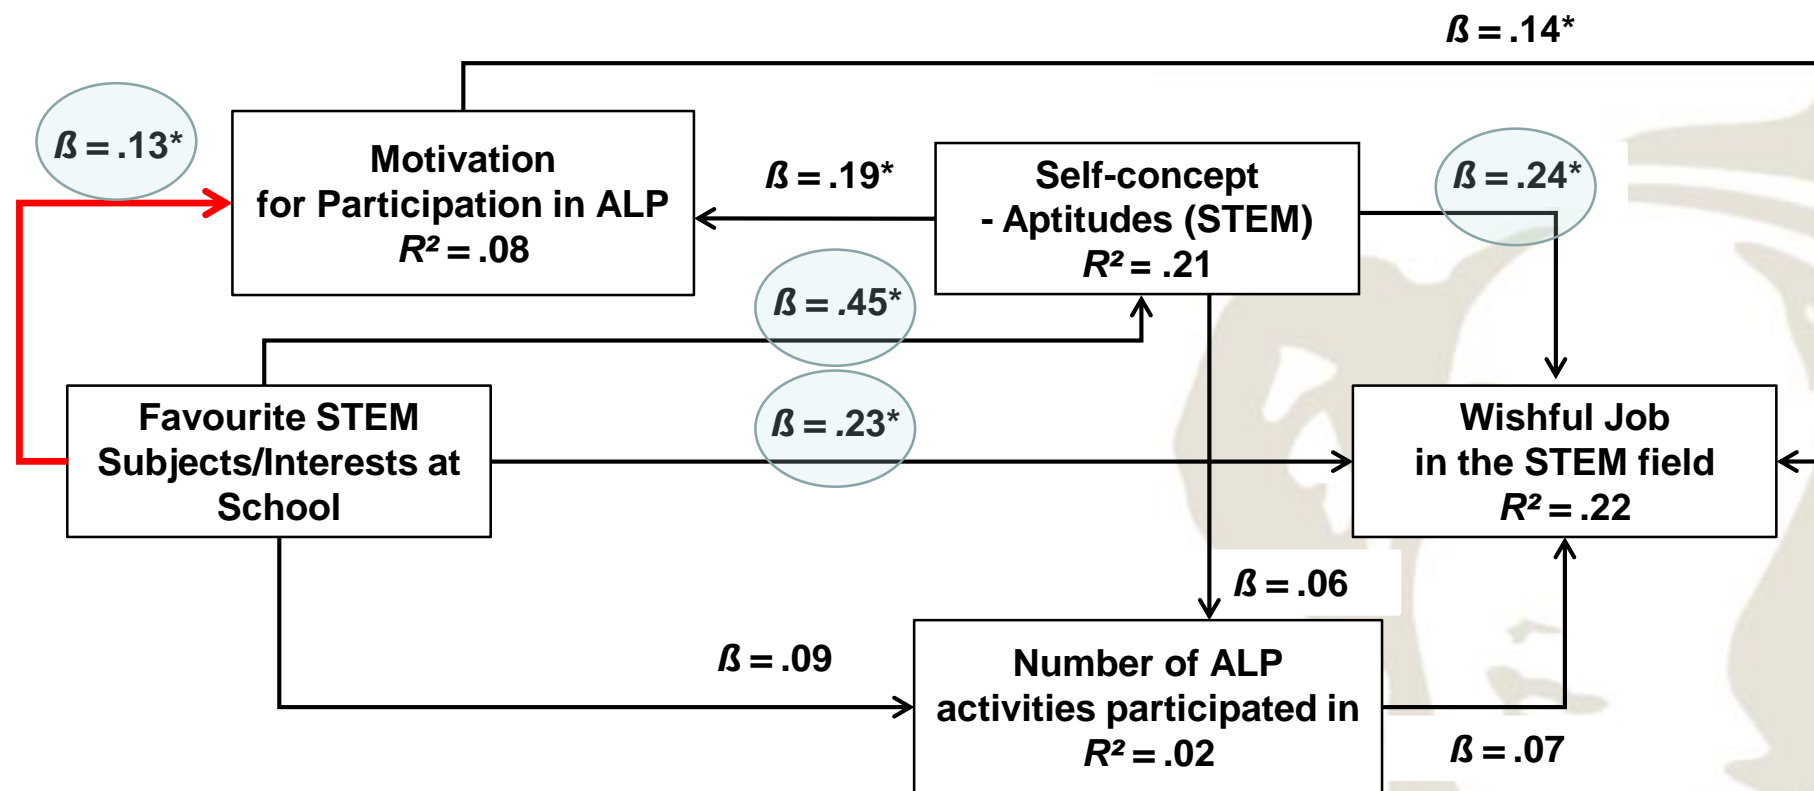 ß = .14*
ß = .13*
Motivation
for Participation in ALP
R² = .08
ß = .19*
Self-concept
- Aptitudes (STEM)
R² = .21
ß = .24*
ß = .45*
ß = .23*
Favourite STEM
Subjects/Interests at
School
Wishful Job
in the STEM field
R² = .22
ß = .06
ß = .09
Number of ALP
activities participated in
R² = .02
ß = .07